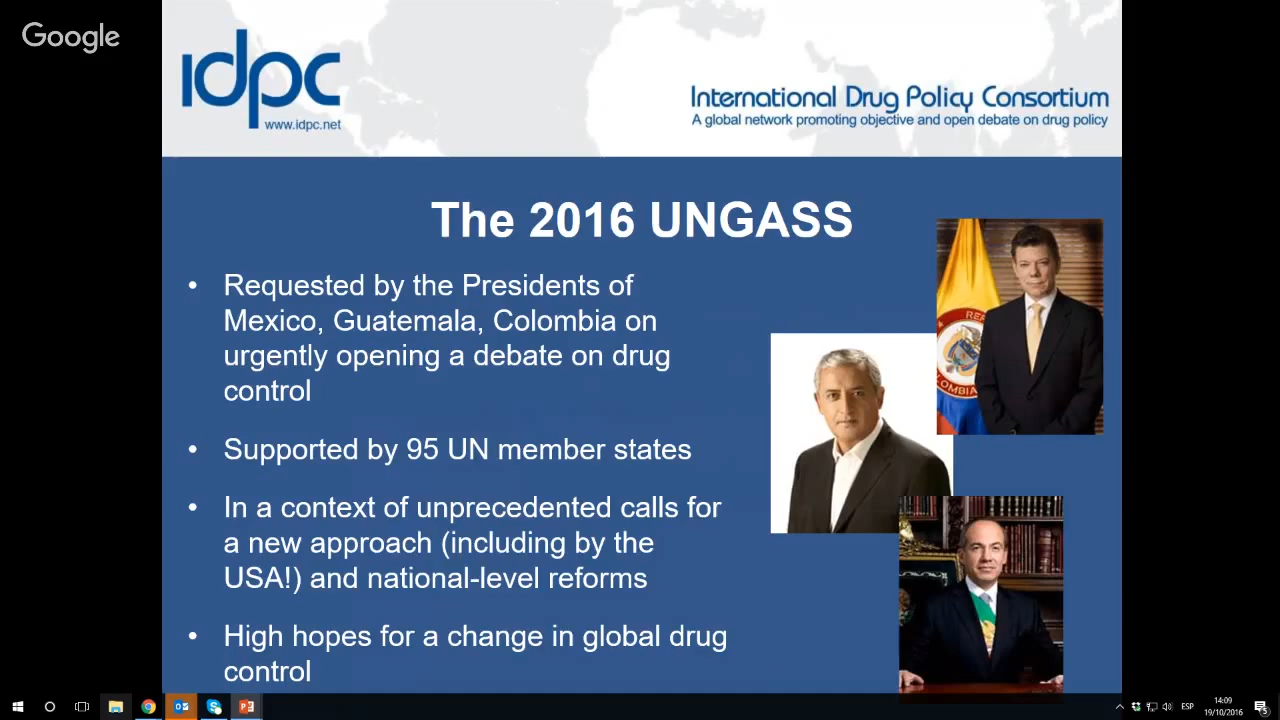 Google
idpc
www.idpc.net
International Drug Policy Consortium
A global network promoting objective and open debate on drug policy
The 2016 UNGASS
• Requested by the Presidents of
Mexico, Guatemala, Colombia on
urgently opening a debate on drug
control
• Supported by 95 UN member states
• In a context of unprecedented calls for
a new approach (including by the
USA!) and national-level reforms
• High hopes for a change in global drug
control
ESP
14:09
19/10/2016